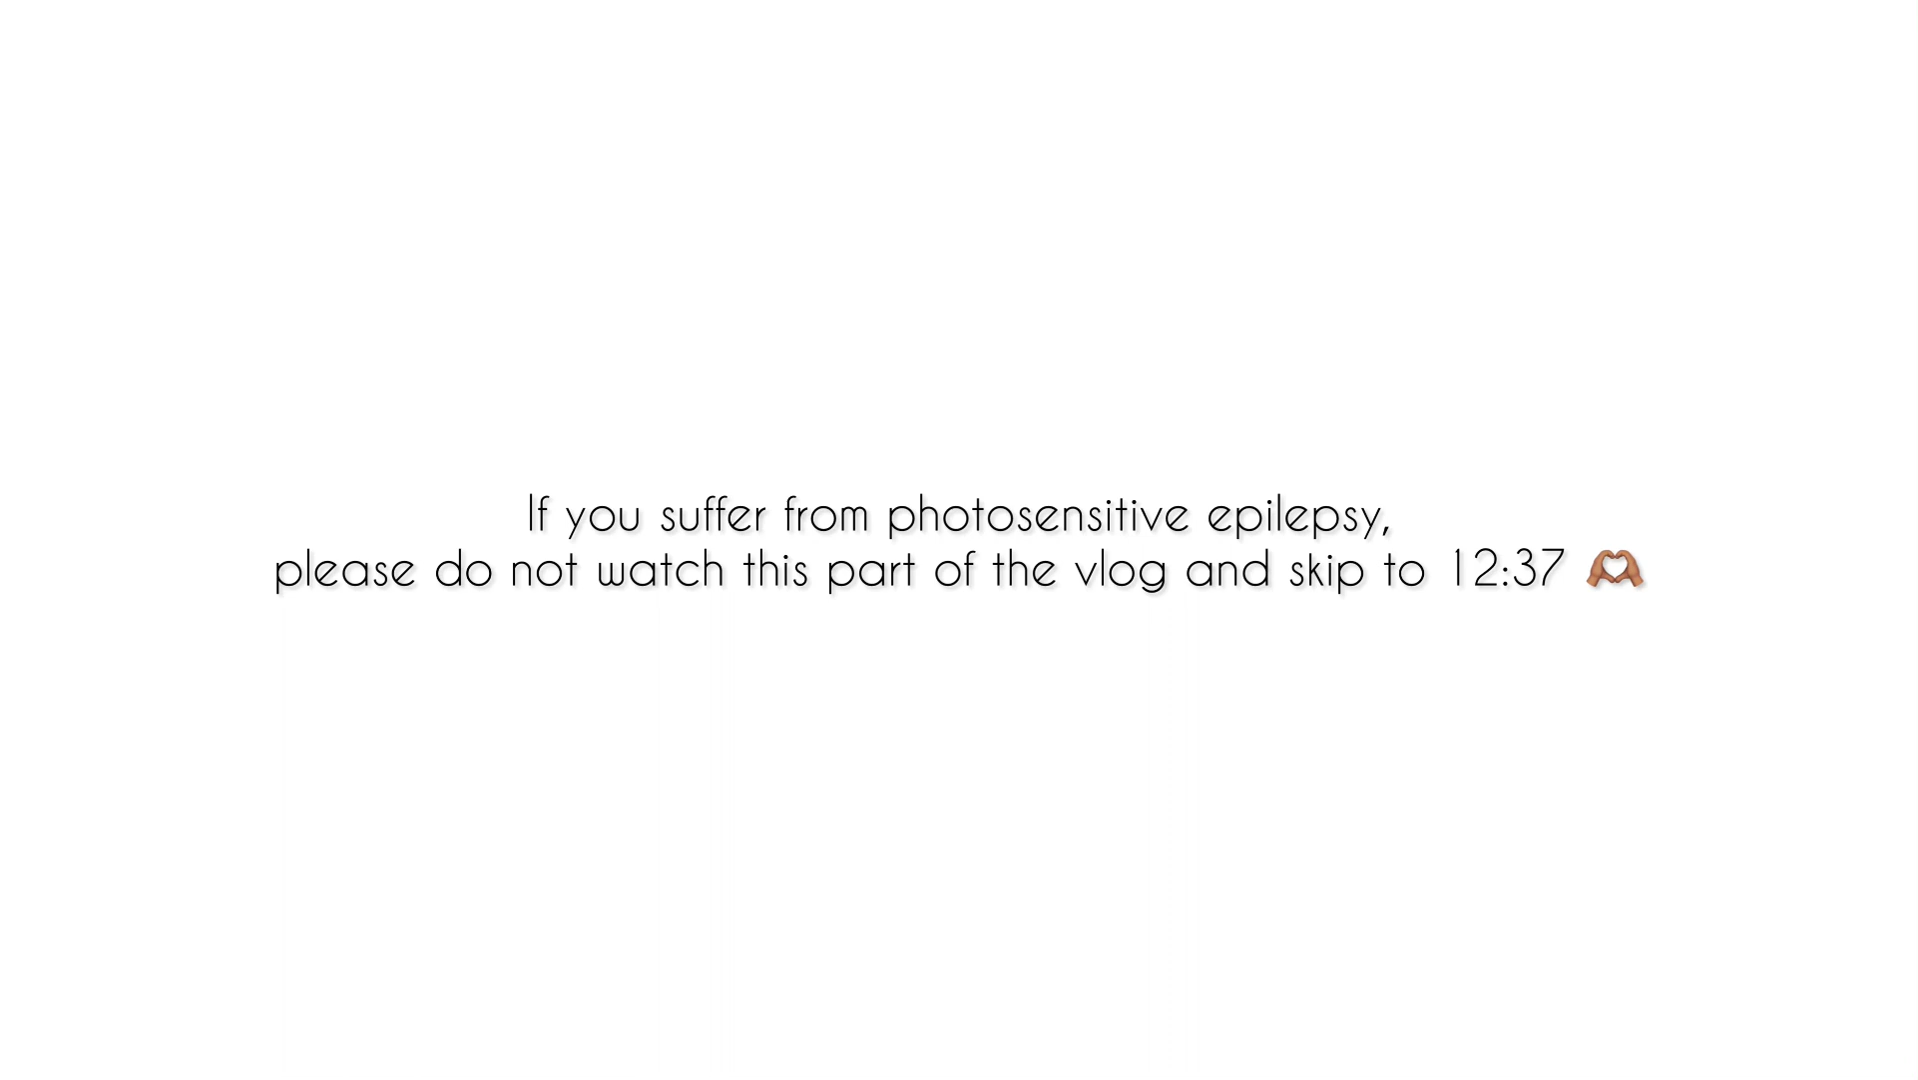 If you suffer from photosensitive epilepsy,
please do not watch this part of the vlog and skip to 12:37 🫶🏽